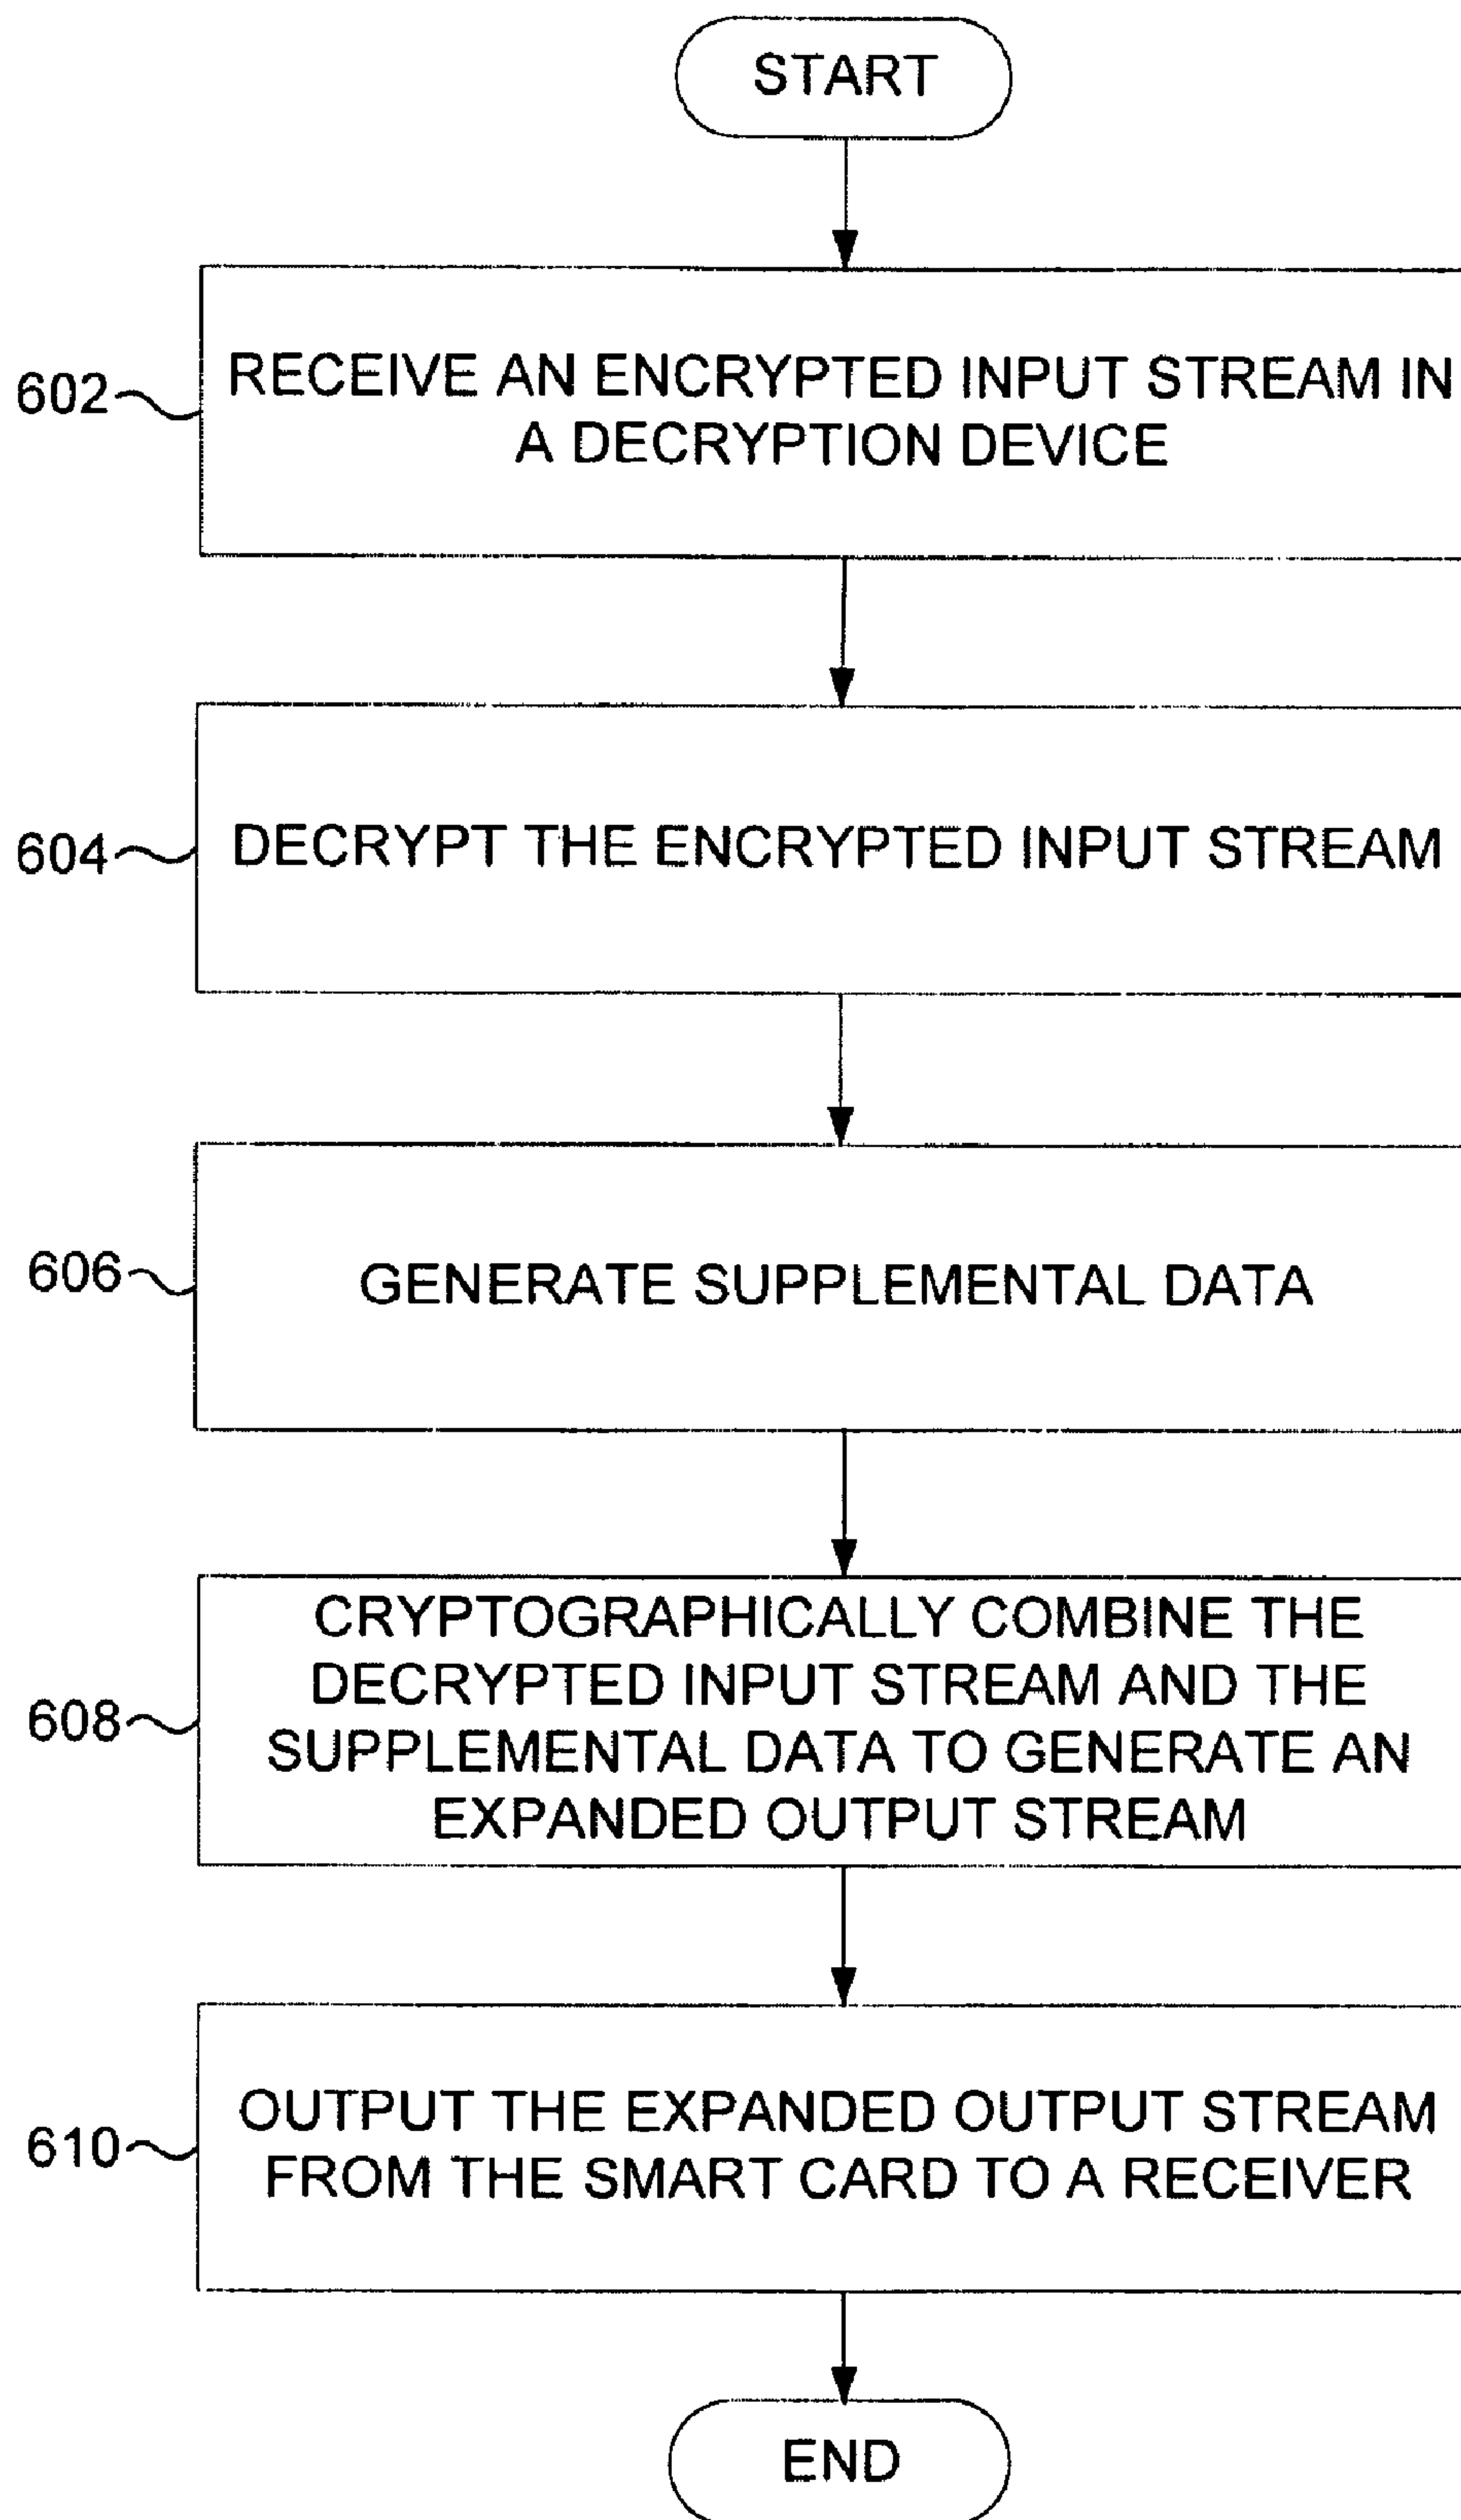 START
602
RECEIVE AN ENCRYPTED INPUT STREAM IN
A DECRYPTION DEVICE
604
DECRYPT THE ENCRYPTED INPUT STREAM
606
GENERATE SUPPLEMENTAL DATA
608
CRYPTOGRAPHICALLY COMBINE THE
DECRYPTED INPUT STREAM AND THE
SUPPLEMENTAL DATA TO GENERATE AN
EXPANDED OUTPUT STREAM
610
OUTPUT THE EXPANDED OUTPUT STREAM
FROM THE SMART CARD TO A RECEIVER
END